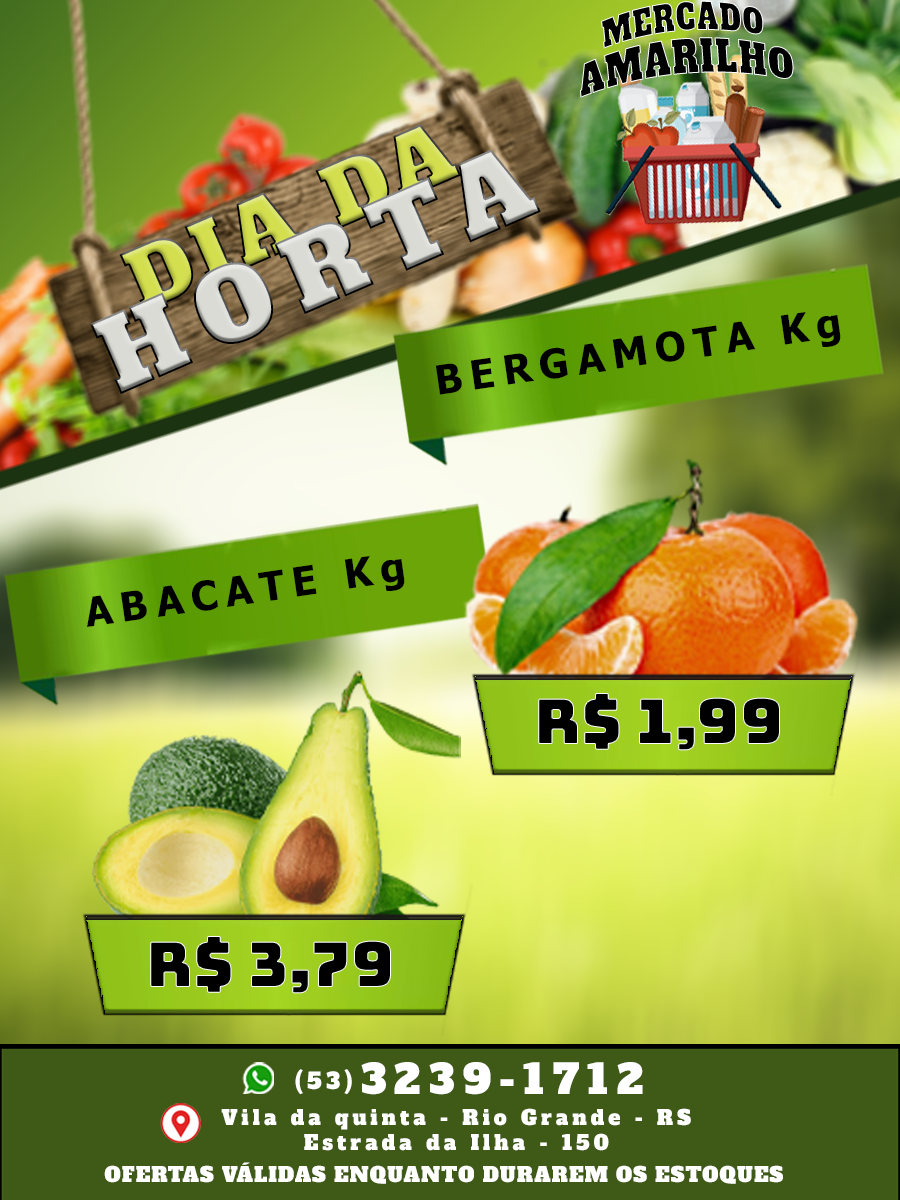 MERCADO
AMARILHO
DIA DA
HORTA
BERGAMOTA Kg
ABACATE Kg
R$ 1,99
R$ 3,79
(53) 3239-1712
Vila da quinta - Rio Grande - RS
Estrada da Ilha - 150
OFERTAS VÁLIDAS ENQUANTO DURAREM OS ESTOQUES